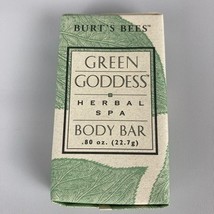 BURT'S BEES
GREEN
GODDESS
HERBAL
SPA
BODY BAR
.80 oz. (22.7g)